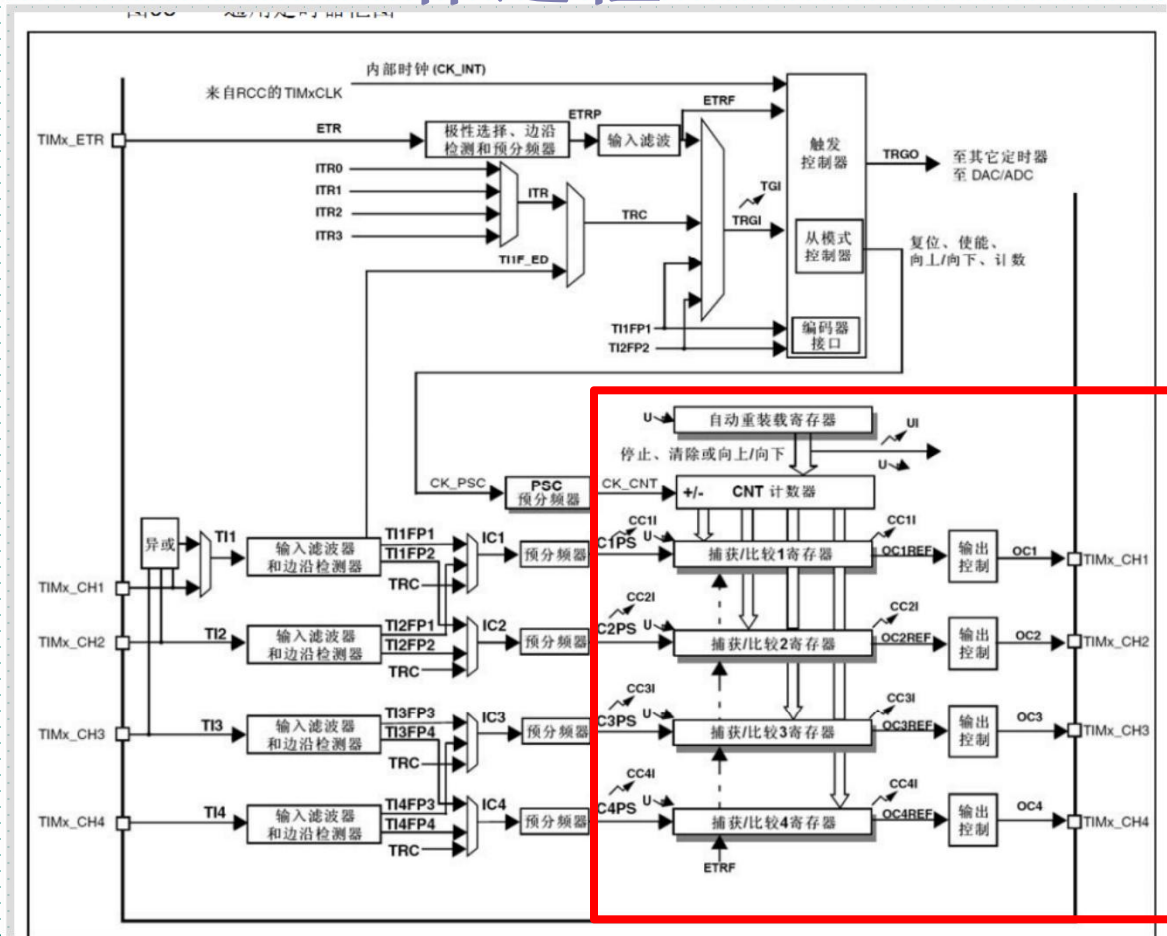 内部时钟(CK_INT)
来自RCC的TIMxCLK
TIMx_ETR
ETR
极性选择、边沿
检测和预分频器
ETRP
输入滤波
ETRF
触发
控制器
TRGO
至其它定时器
至 DAC/ADC
ITR0
ITR1
ITR2
ITR3
ITR
TI1F_ED
TRC
TGI
TRGI
从模式
控制器
复位、使能、
向上/向下、计数
TI1FP1
TI2FP2
编码器
接口
U
自动重装载寄存器
UI
停止、清除或向上/向下
U
CK_PSC
PSC
预分频器
CK_CNT
+/-
CNT 计数器
异或
TI1
输入滤波器
和边沿检测器
TI1FP1
TI1FP2
TRC
IC1
预分频器
CC1I
U
C1PS
捕获/比较1寄存器
CC1I
OC1REF
输出
控制
OC1
TIMx_CH1
TIMx_CH1
TIMx_CH2
TI2
输入滤波器
和边沿检测器
TI2FP1
TI2FP2
TRC
IC2
预分频器
CC2I
C2PS
U
捕获/比较2寄存器
CC2I
OC2REF
输出
控制
OC2
TIMx_CH2
TIMx_CH3
TI3
输入滤波器
和边沿检测器
TI3FP3
TI3FP4
TRC
IC3
预分频器
CC3I
C3PS
U
捕获/比较3寄存器
CC3I
OC3REF
输出
控制
OC3
TIMx_CH3
TIMx_CH4
TI4
输入滤波器
和边沿检测器
TI4FP3
TI4FP4
TRC
IC4
预分频器
CC4I
C4PS
U
捕获/比较4寄存器
CC4I
OC4REF
输出
控制
OC4
TIMx_CH4
ETRF